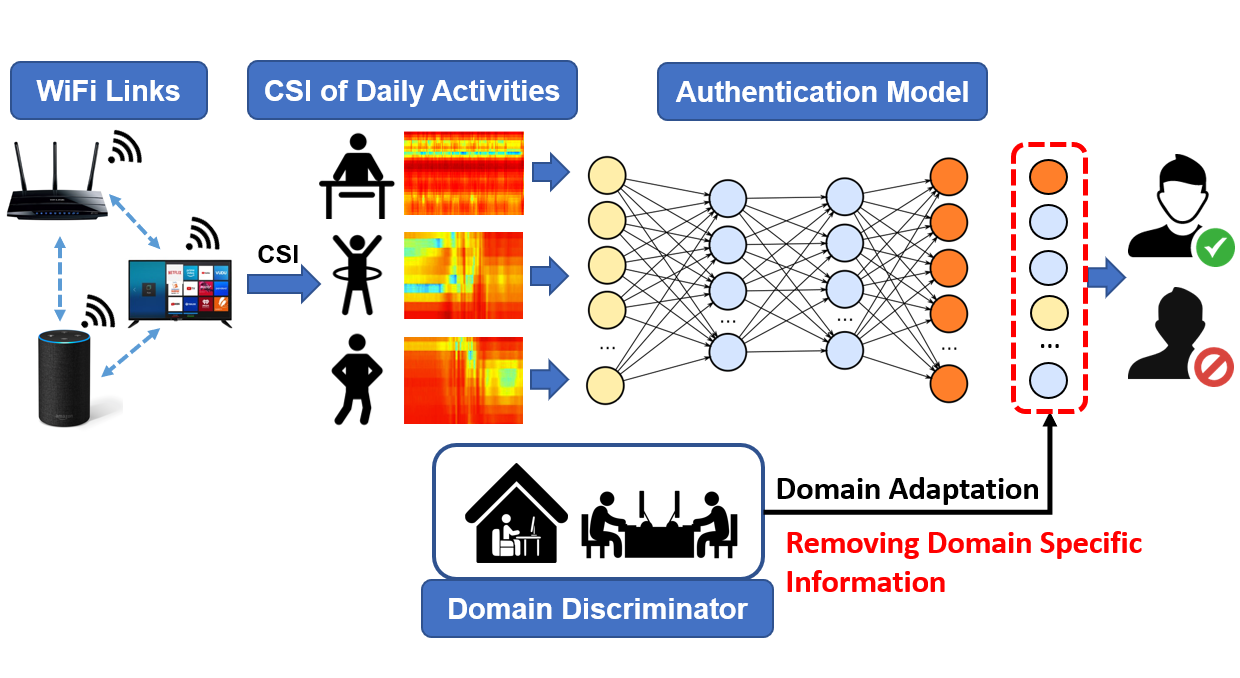 WiFi Links
CSI of Daily Activities
Authentication Model
CSI
...
...
...
...
...
Domain Adaptation
Removing Domain Specific
Information
Domain Discriminator